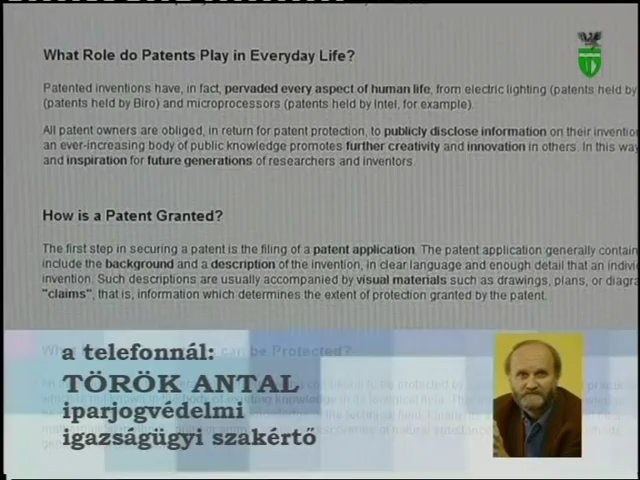 What Role do Patents Play in Everyday Life?
Patented inventions have, in fact, pervaded every aspect of human life, from electric lighting (patents held by
(patents held by Biro) and microprocessors (patents held by Intel, for example).
All patent owners are obliged, in return for patent protection, to publicly disclose information on their inventio
an ever-increasing body of public knowledge promotes further creativity and innovation in others. In this way
and inspiration for future generations of researchers and inventors.
How is a Patent Granted?
The first step in securing a patent is the filing of a patent application. The patent application generally contain
include the background and a description of the invention, in clear language and enough detail that an indivi
invention. Such descriptions are usually accompanied by visual materials such as drawings, plans, or diagra
"claims", that is, information which determines the extent of protection granted by the patent.
can be Protected?
a telefonnál:
TÖRÖK ANTAL
iparjogvédelmi
igazságügyi szakértő